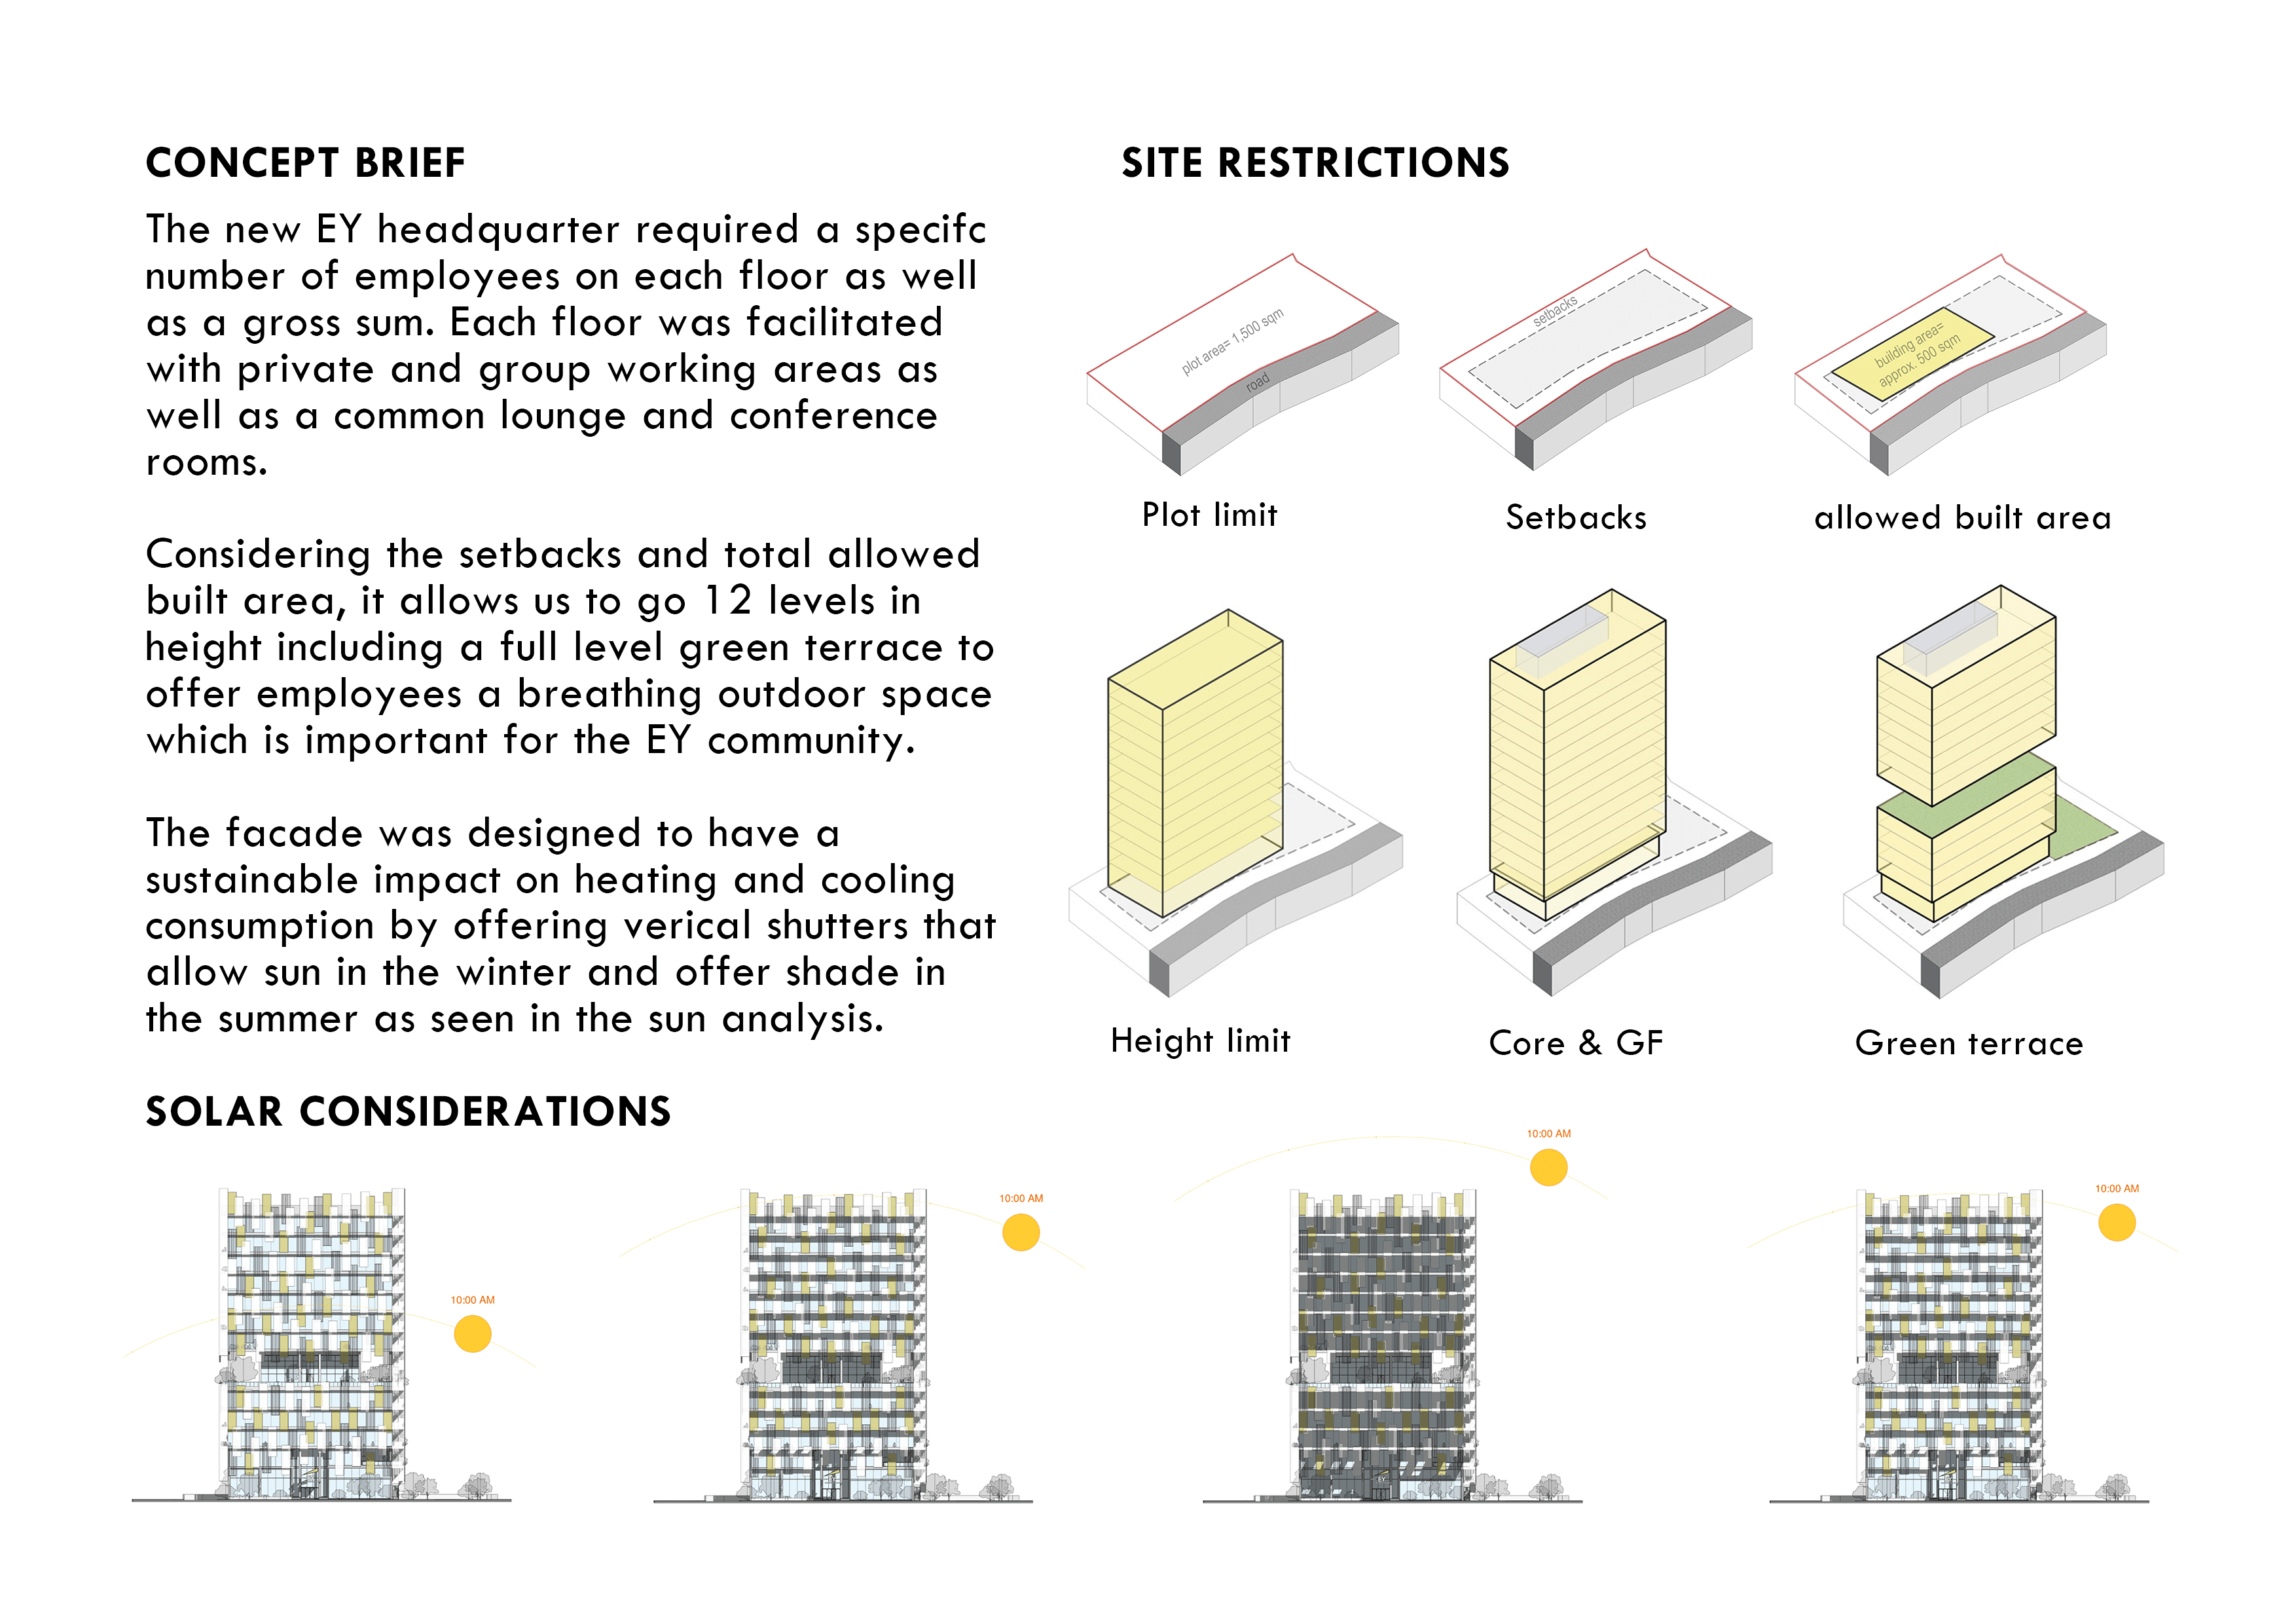 CONCEPT BRIEF
The new EY headquarter required a specifc
number of employees on each floor as well
as a gross sum. Each floor was facilitated
with private and group working areas as
well as a common lounge and conference
rooms.
Considering the setbacks and total allowed
built area, it allows us to go 12 levels in
height including a full level green terrace to
offer employees a breathing outdoor space
which is important for the EY community.
The facade was designed to have a
sustainable impact on heating and cooling
consumption by offering verical shutters that
allow sun in the winter and offer shade in
the summer as seen in the sun analysis.
SITE RESTRICTIONS
plot area= 1,500 sqm
road
setbacks
building area=
approx. 500 sqm
Plot limit
Setbacks
allowed built area
Height limit
Core & GF
Green terrace
SOLAR CONSIDERATIONS
10:00 AM
10:00 AM
10:00 AM
10:00 AM
EY